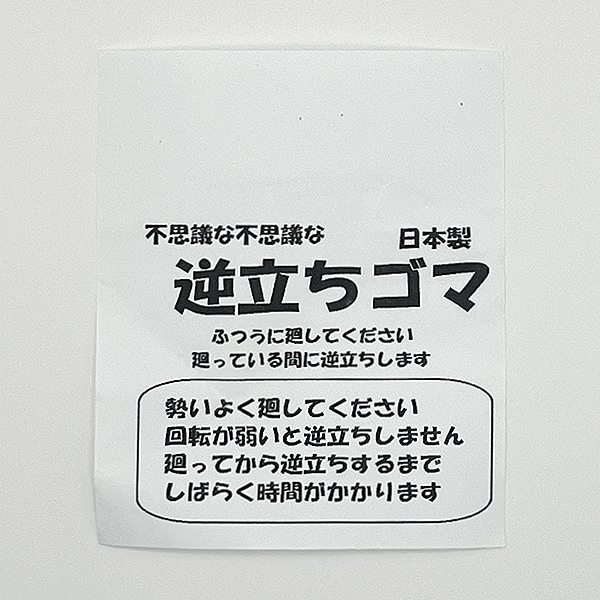 不思議な不思議な 日本製
逆立ちゴマ
ふつうに廻してください
廻っている間に逆立ちします
勢いよく廻してください
回転が弱いと逆立ちしません
廻ってから逆立ちするまで
しばらく時間がかかります